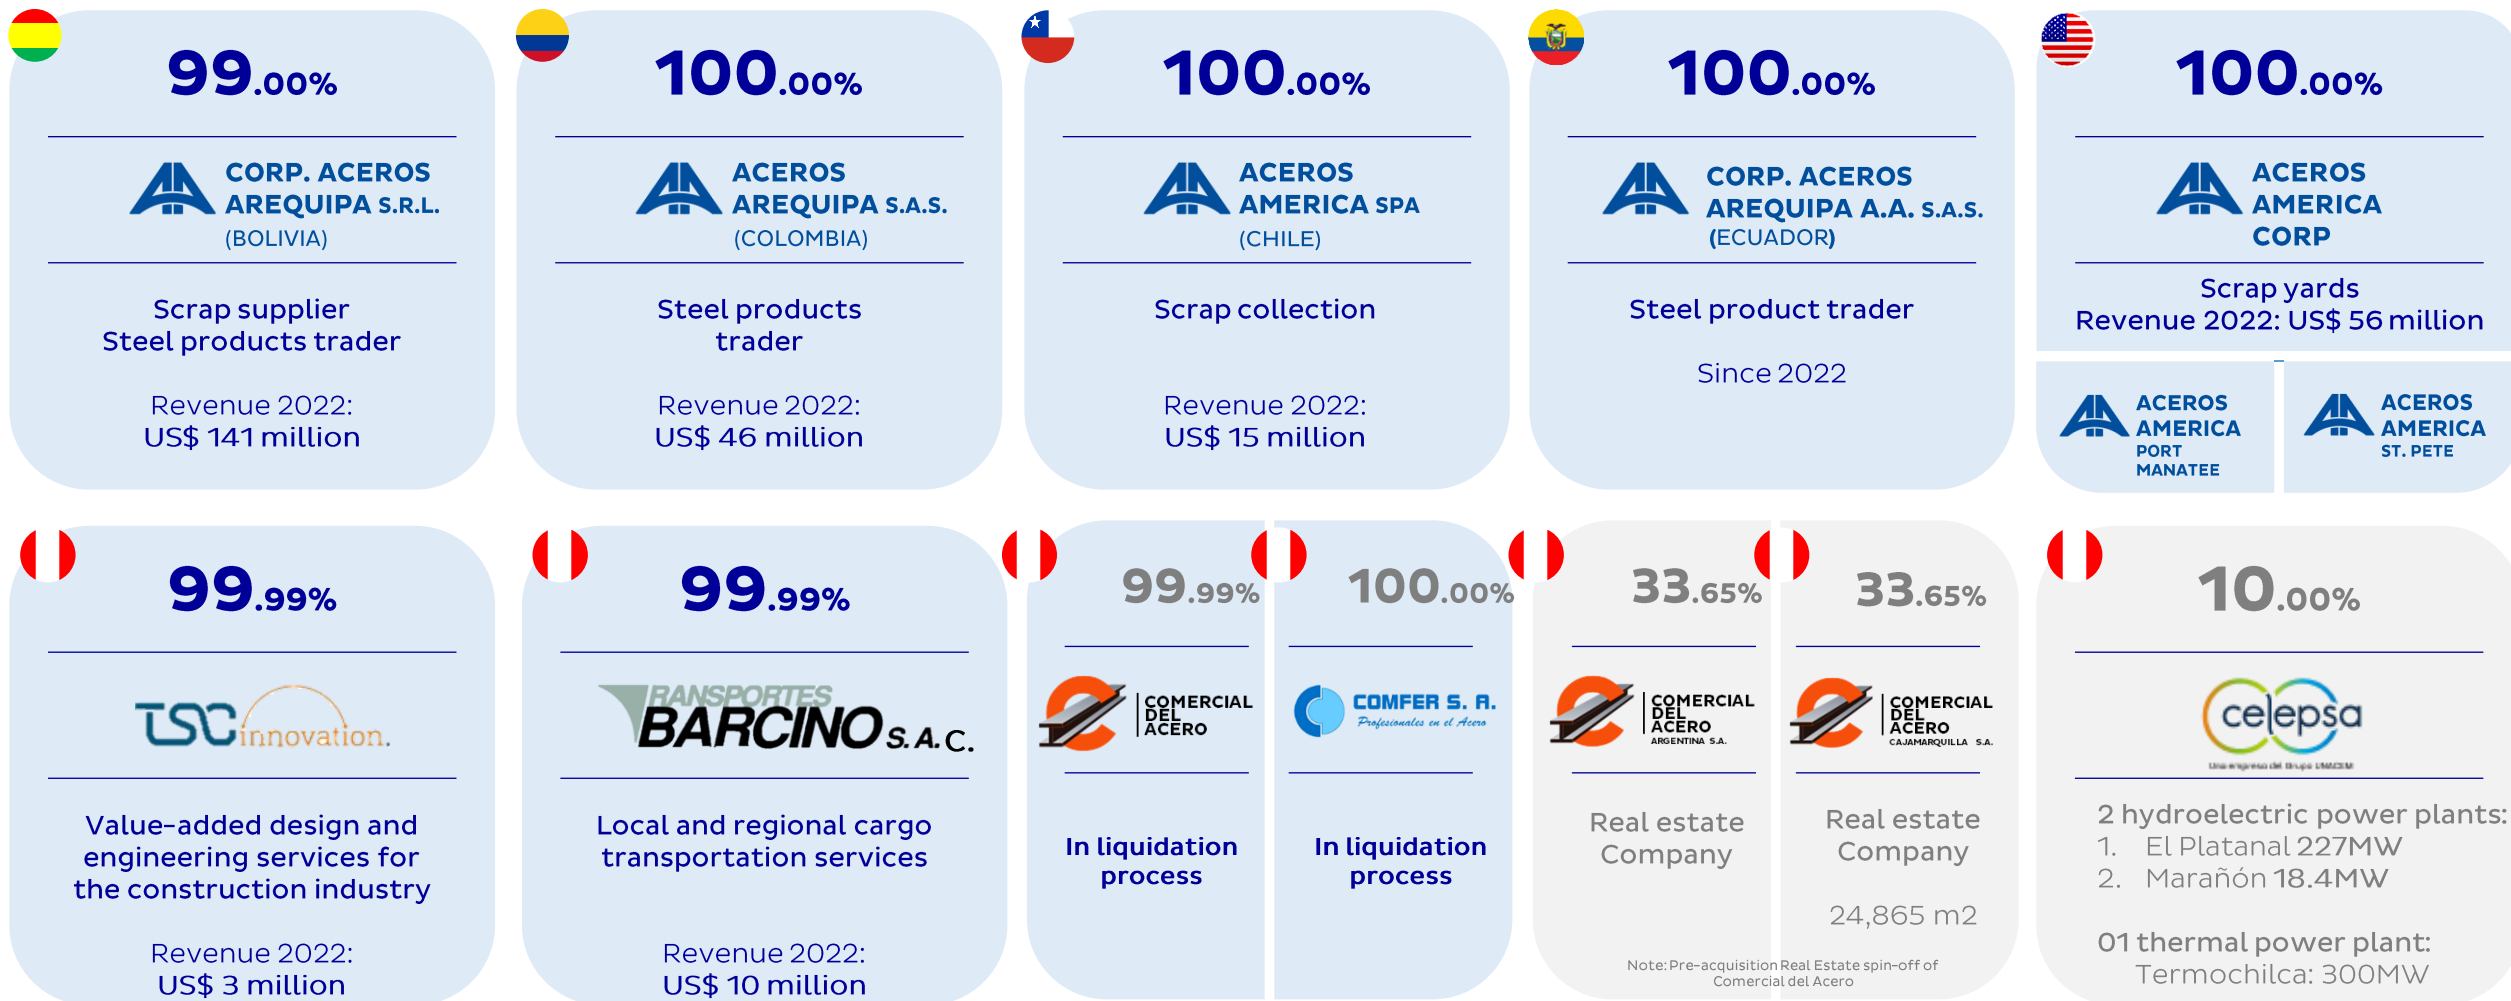 99.00%
CORP. ACEROS
AREQUIPA S.R.L.
(BOLIVIA)
Scrap supplier
Steel products trader
Revenue 2022:
US$ 141 million
100.00%
ACEROS
AREQUIPA S.A.S.
(COLOMBIA)
Steel products
trader
Revenue 2022:
US$ 46 million
100.00%
ACEROS
AMERICA SPA
(CHILE)
Scrap collection
Revenue 2022:
US$ 15 million
100.00%
CORP. ACEROS
AREQUIPA A.A. S.A.S.
(ECUADOR)
Steel product trader
Since 2022
100.00%
ACEROS
AMERICA
CORP
Scrap yards
Revenue 2022: US$ 56 million
ACEROS
AMERICA
PORT
MANATEE
ACEROS
AMERICA
ST. PETE
99.99%
TSC innovation.
Value-added design and
engineering services for
the construction industry
Revenue 2022:
US$ 3 million
99.99%
TRANSPORTES
BARCINO S.A.C.
Local and regional cargo
transportation services
Revenue 2022:
US$ 10 million
99.99%
COMERCIAL
DEL
ACERO
In liquidation
process
100.00%
COMFER S. A.
Profesionales en el Acero
In liquidation
process
33.65%
COMERCIAL
DEL
ACERO
ARGENTINA S.A.
Real estate
Company
33.65%
COMERCIAL
DEL
ACERO
CAJAMARQUILLA S.A.
Real estate
Company
24,865 m2
Note: Pre-acquisition Real Estate spin-off of
Comercial del Acero
10.00%
celepsa
Una empresa del Grupo UNACEM
2 hydroelectric power plants:
1. El Platanal 227MW
2. Marañón 18.4MW
01 thermal power plant:
Termochilca: 300MW